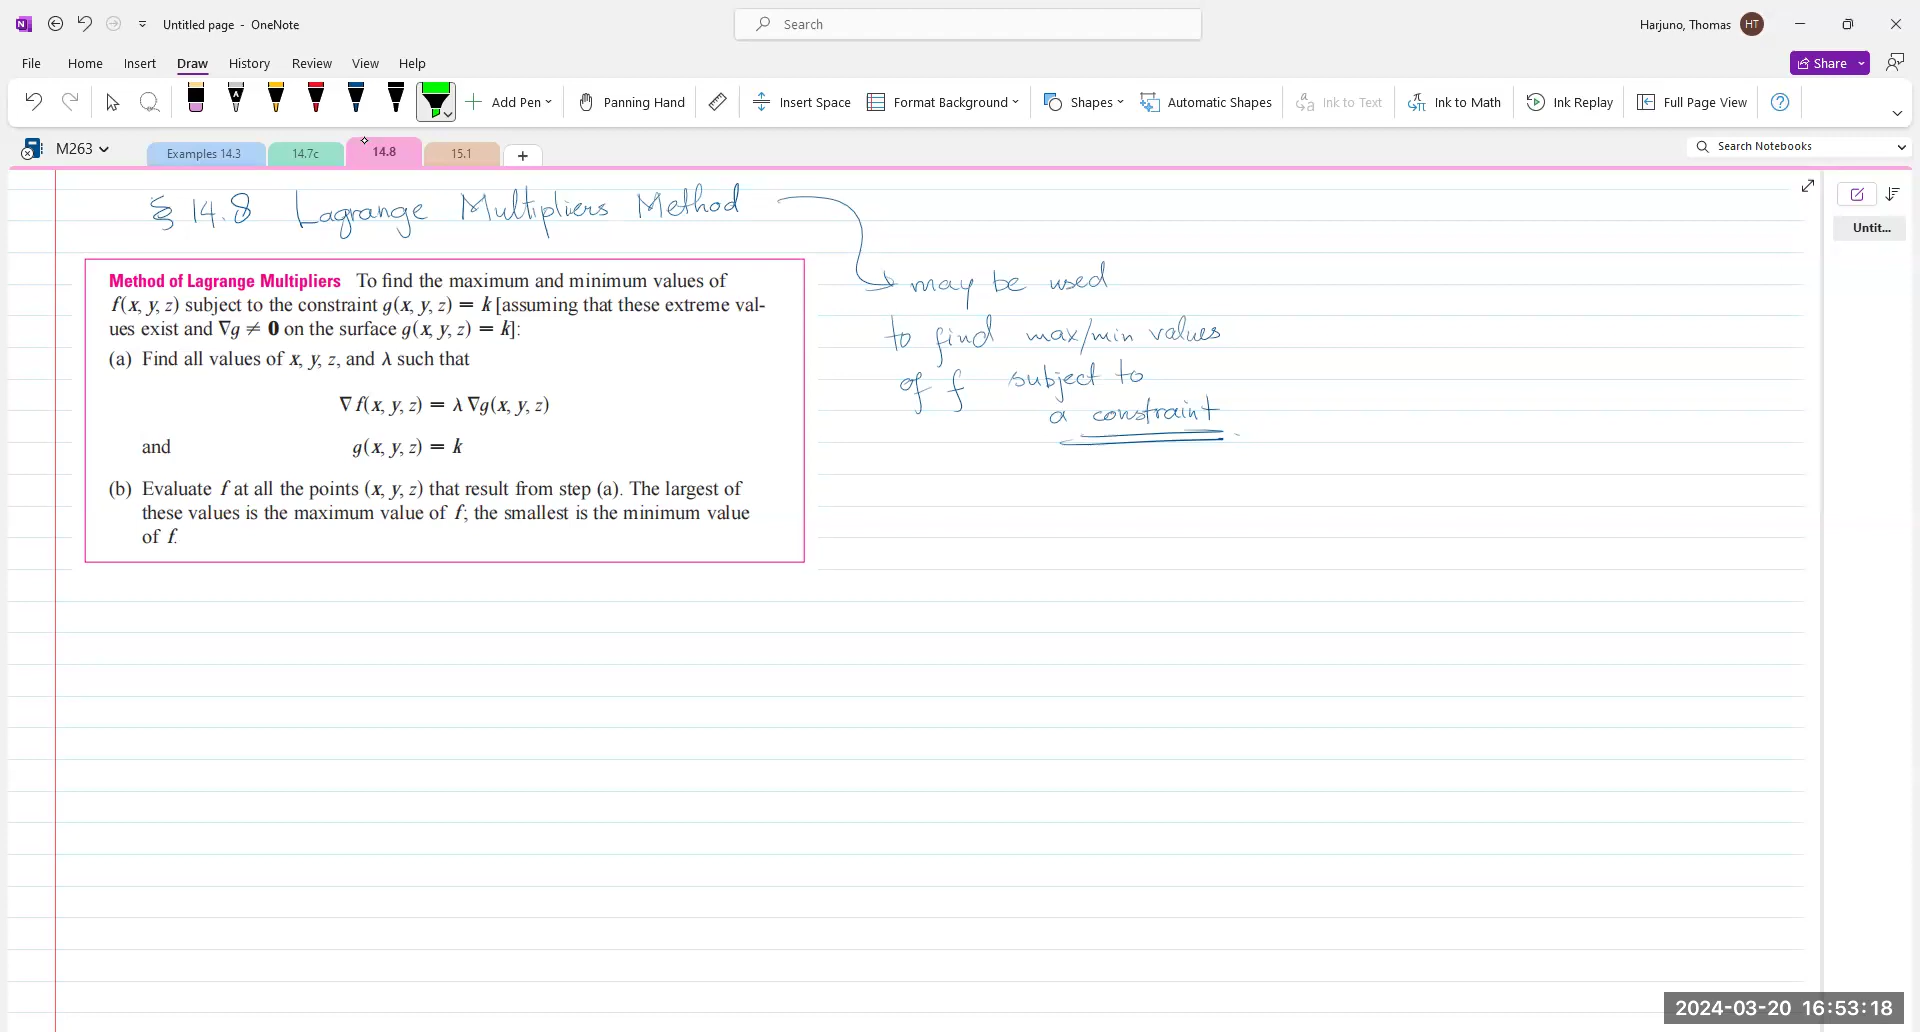 Untitled page - OneNote
Search
Harjuno, Thomas
HT
File Home Insert Draw History Review View Help
Share
Add Pen
Panning Hand
Insert Space
Format Background
Shapes
Automatic Shapes
Ink to Text
Ink to Math
Ink Replay
Full Page View
M263
Examples 14.3
14.7c
14.8
15.1
Search Notebooks
Untit...
§ 14.8 Lagrange Multipliers Method
Method of Lagrange Multipliers To find the maximum and minimum values of
f(x, y, z) subject to the constraint g(x, y, z) = k [assuming that these extreme val-
ues exist and ∇g ≠ 0 on the surface g(x, y, z) = k]:
(a) Find all values of x, y, z, and λ such that
∇f(x, y, z) = λ ∇g(x, y, z)
and g(x, y, z) = k
(b) Evaluate f at all the points (x, y, z) that result from step (a). The largest of
these values is the maximum value of f; the smallest is the minimum value
of f.
may be used
to find max/min values
of f subject to
a constraint
2024-03-20 16:53:18